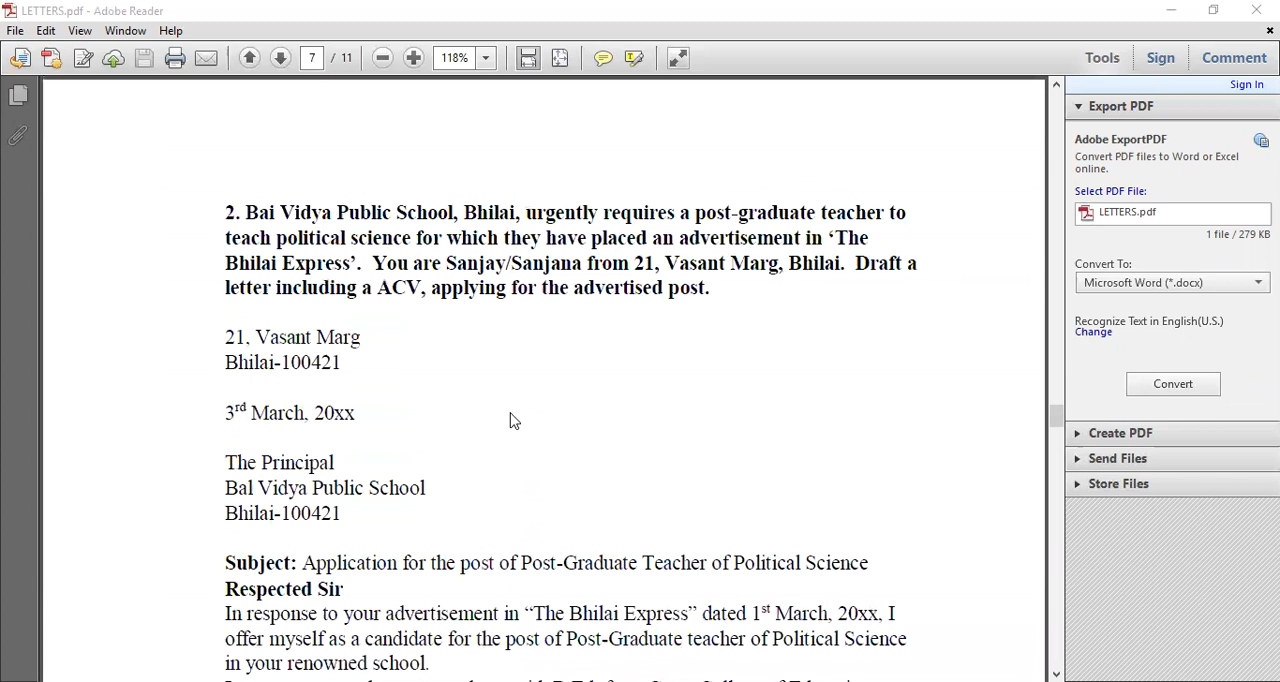 LETTERS.pdf - Adobe Reader
File Edit View Window Help
7 / 11 118% Tools Sign Comment
Sign In
Export PDF
Adobe ExportPDF
Convert PDF files to Word or Excel
online.
Select PDF File:
LETTERS.pdf
1 file / 279 KB
Convert To:
Microsoft Word (*.docx)
Recognize Text in English(U.S.)
Change
Convert
Create PDF
Send Files
Store Files
2. Bai Vidya Public School, Bhilai, urgently requires a post-graduate teacher to
teach political science for which they have placed an advertisement in ‘The
Bhilai Express’. You are Sanjay/Sanjana from 21, Vasant Marg, Bhilai. Draft a
letter including a ACV, applying for the advertised post.
21, Vasant Marg
Bhilai-100421
3rd March, 20xx
The Principal
Bal Vidya Public School
Bhilai-100421
Subject: Application for the post of Post-Graduate Teacher of Political Science
Respected Sir
In response to your advertisement in “The Bhilai Express” dated 1st March, 20xx, I
offer myself as a candidate for the post of Post-Graduate teacher of Political Science
in your renowned school.